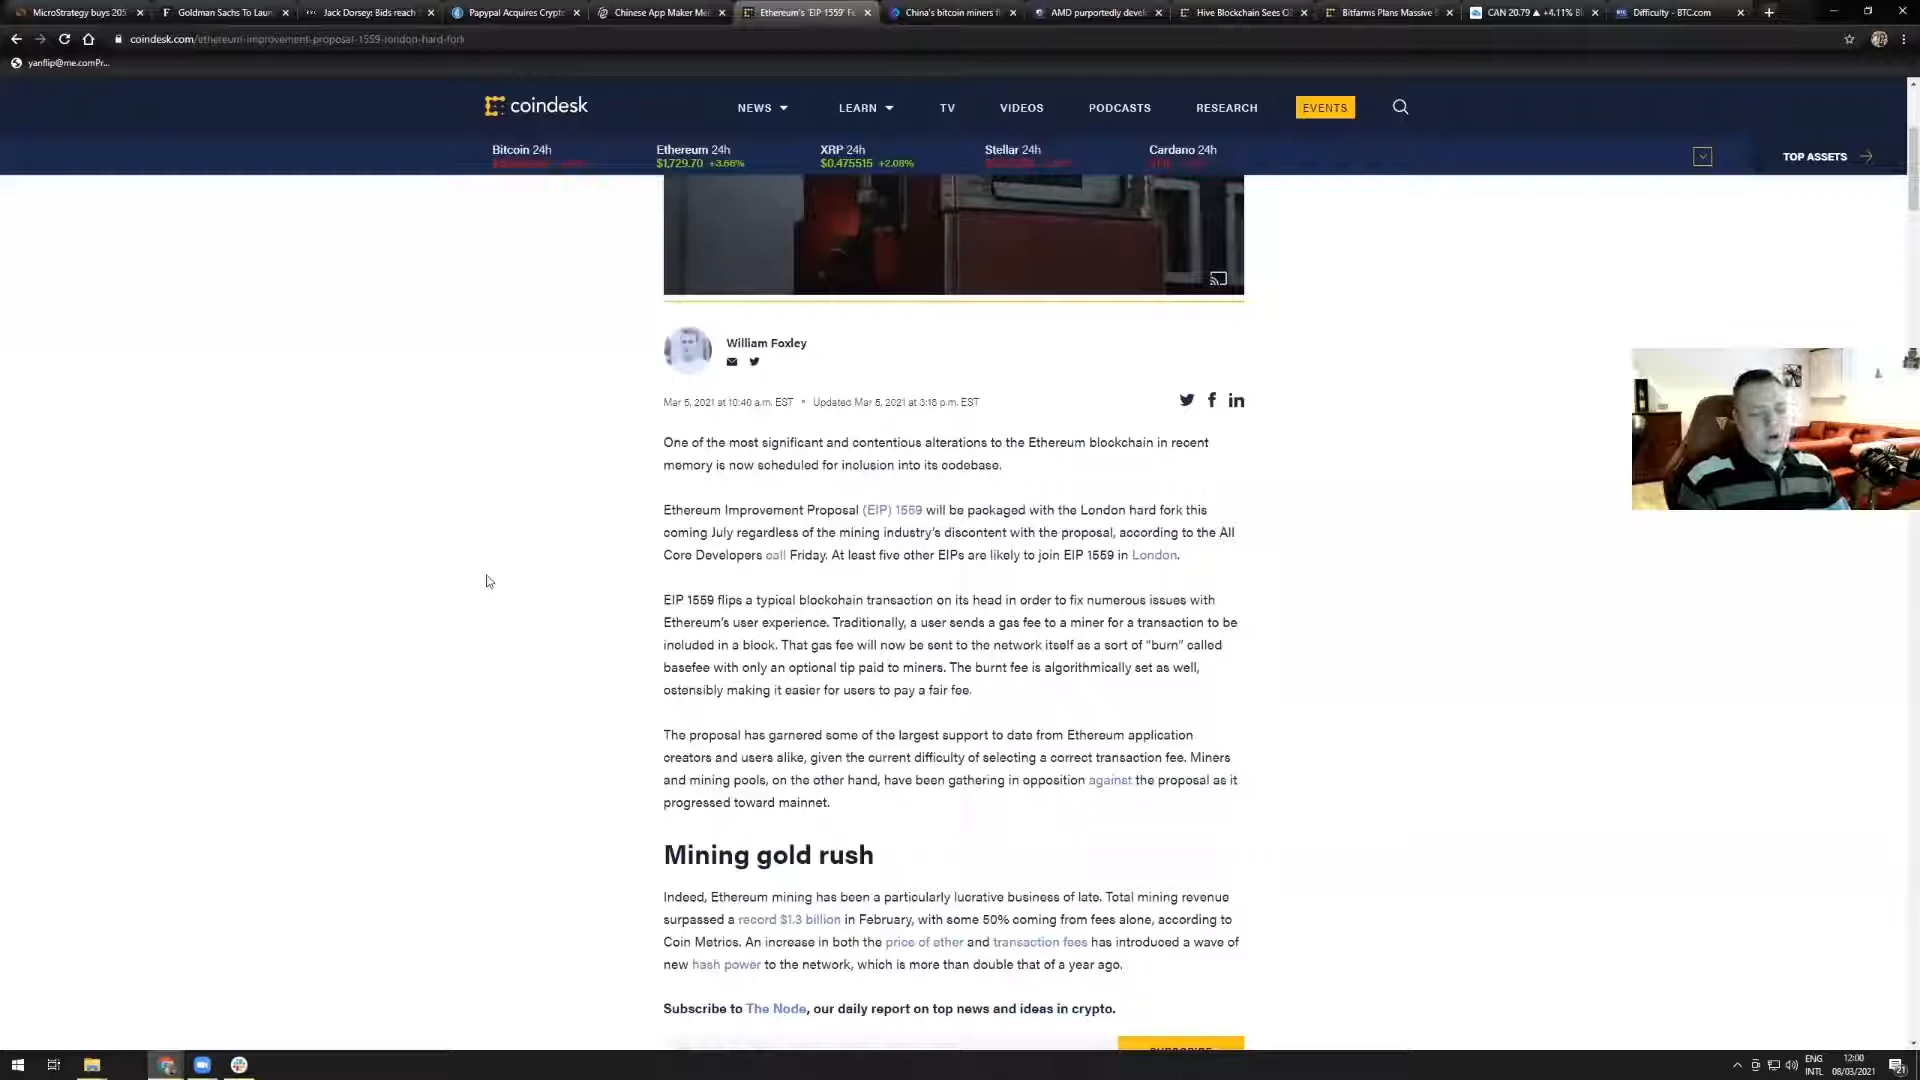 MicroStrategy buys 205
Goldman Sachs To Laun
Jack Dorsey: Bids reach
Papypal Acquires Crypto
Chinese App Maker Mei
Ethereum's 'EIP 1559' Fe
China's bitcoin miners f
AMD purportedly devel
Hive Blockchain Sees
Bitfarms Plans Massive
CAN 20.79 ▲ +4.11%
Difficulty - BTC.com
coindesk.com/ethereum-improvement-proposal-1559-london-hard-fork
yanflip@me.comPr...
coindesk
NEWS
LEARN
TV
VIDEOS
PODCASTS
RESEARCH
EVENTS
Bitcoin 24h
Ethereum 24h
XRP 24h
Stellar 24h
Cardano 24h
$1,729.70 +3.66%
$0.475515 +2.08%
TOP ASSETS
William Foxley
Mar 5, 2021 at 10:40 a.m. EST • Updated Mar 5, 2021 at 3:18 p.m. EST
One of the most significant and contentious alterations to the Ethereum blockchain in recent
memory is now scheduled for inclusion into its codebase.
Ethereum Improvement Proposal (EIP) 1559 will be packaged with the London hard fork this
coming July regardless of the mining industry's discontent with the proposal, according to the All
Core Developers call Friday. At least five other EIPs are likely to join EIP 1559 in London.
EIP 1559 flips a typical blockchain transaction on its head in order to fix numerous issues with
Ethereum's user experience. Traditionally, a user sends a gas fee to a miner for a transaction to be
included in a block. That gas fee will now be sent to the network itself as a sort of "burn" called
basefee with only an optional tip paid to miners. The burnt fee is algorithmically set as well,
ostensibly making it easier for users to pay a fair fee.
The proposal has garnered some of the largest support to date from Ethereum application
creators and users alike, given the current difficulty of selecting a correct transaction fee. Miners
and mining pools, on the other hand, have been gathering in opposition against the proposal as it
progressed toward mainnet.
Mining gold rush
Indeed, Ethereum mining has been a particularly lucrative business of late. Total mining revenue
surpassed a record $1.3 billion in February, with some 50% coming from fees alone, according to
Coin Metrics. An increase in both the price of ether and transaction fees has introduced a wave of
new hash power to the network, which is more than double that of a year ago.
Subscribe to The Node, our daily report on top news and ideas in crypto.
SUBSCRIBE
ENG
INTL
12:00
08/03/2021
21